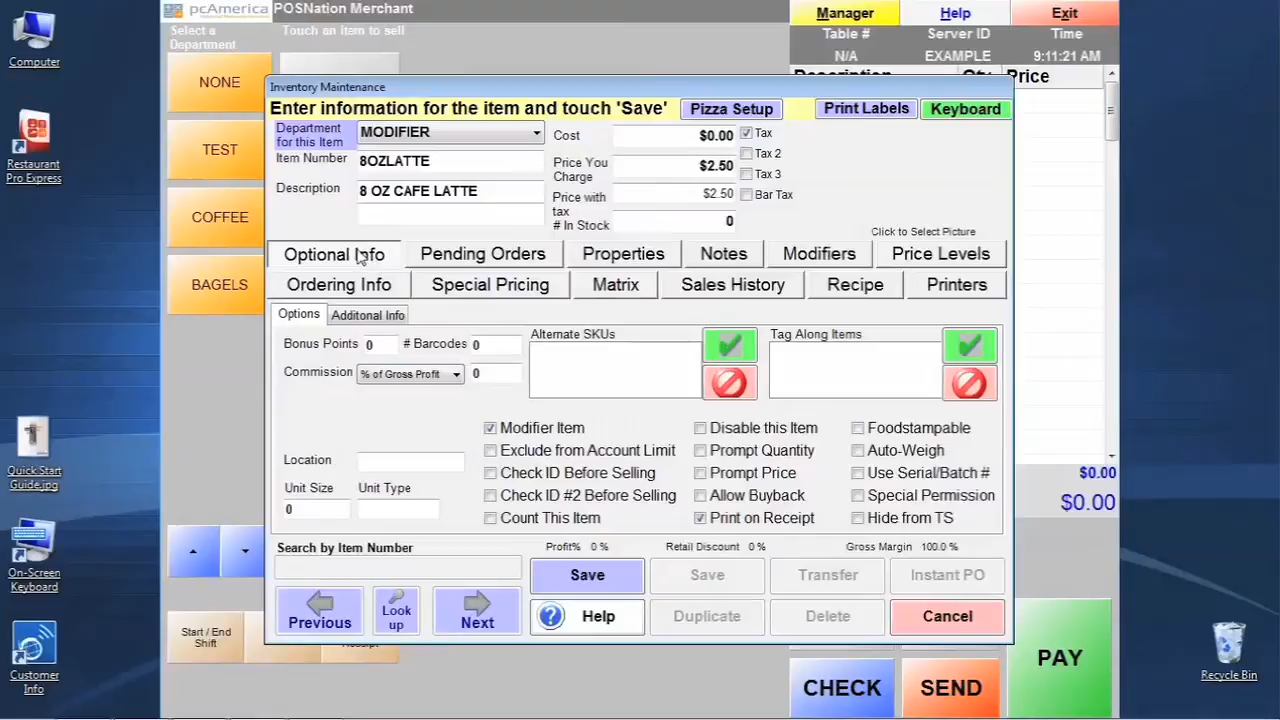 Computer
Restaurant
Pro Express
Quick Start
Guide.jpg
On-Screen
Keyboard
Customer
Info
Recycle Bin
pcAmerica
POSNation Merchant
Select a
Department
Touch an Item to sell
Manager
Help
Exit
Table #
Server ID
Time
N/A
EXAMPLE
9:11:21 AM
Description
Qty
Price
NONE
TEST
COFFEE
BAGELS
Inventory Maintenance
Enter information for the item and touch 'Save'
Pizza Setup
Print Labels
Keyboard
Department
for this Item
MODIFIER
Item Number
8OZLATTE
Description
8 OZ CAFE LATTE
Cost
$0.00
Price You
Charge
$2.50
Price with
tax
$2.50
# In Stock
0
Tax
Tax 2
Tax 3
Bar Tax
Click to Select Picture
Optional Info
Pending Orders
Properties
Notes
Modifiers
Price Levels
Ordering Info
Special Pricing
Matrix
Sales History
Recipe
Printers
Options
Additonal Info
Bonus Points
0
# Barcodes
0
Commission
% of Gross Profit
0
Alternate SKUs
Tag Along Items
Location
Unit Size
Unit Type
0
Modifier Item
Exclude from Account Limit
Check ID Before Selling
Check ID #2 Before Selling
Count This Item
Disable this Item
Prompt Quantity
Prompt Price
Allow Buyback
Print on Receipt
Foodstampable
Auto-Weigh
Use Serial/Batch #
Special Permission
Hide from TS
Search by Item Number
Profit% 0 %
Retail Discount 0 %
Gross Margin 100.0 %
Save
Save
Transfer
Instant PO
Previous
Look
up
Next
Help
Duplicate
Delete
Cancel
$0.00
$0.00
Start / End
Shift
Receipt
CHECK
SEND
PAY